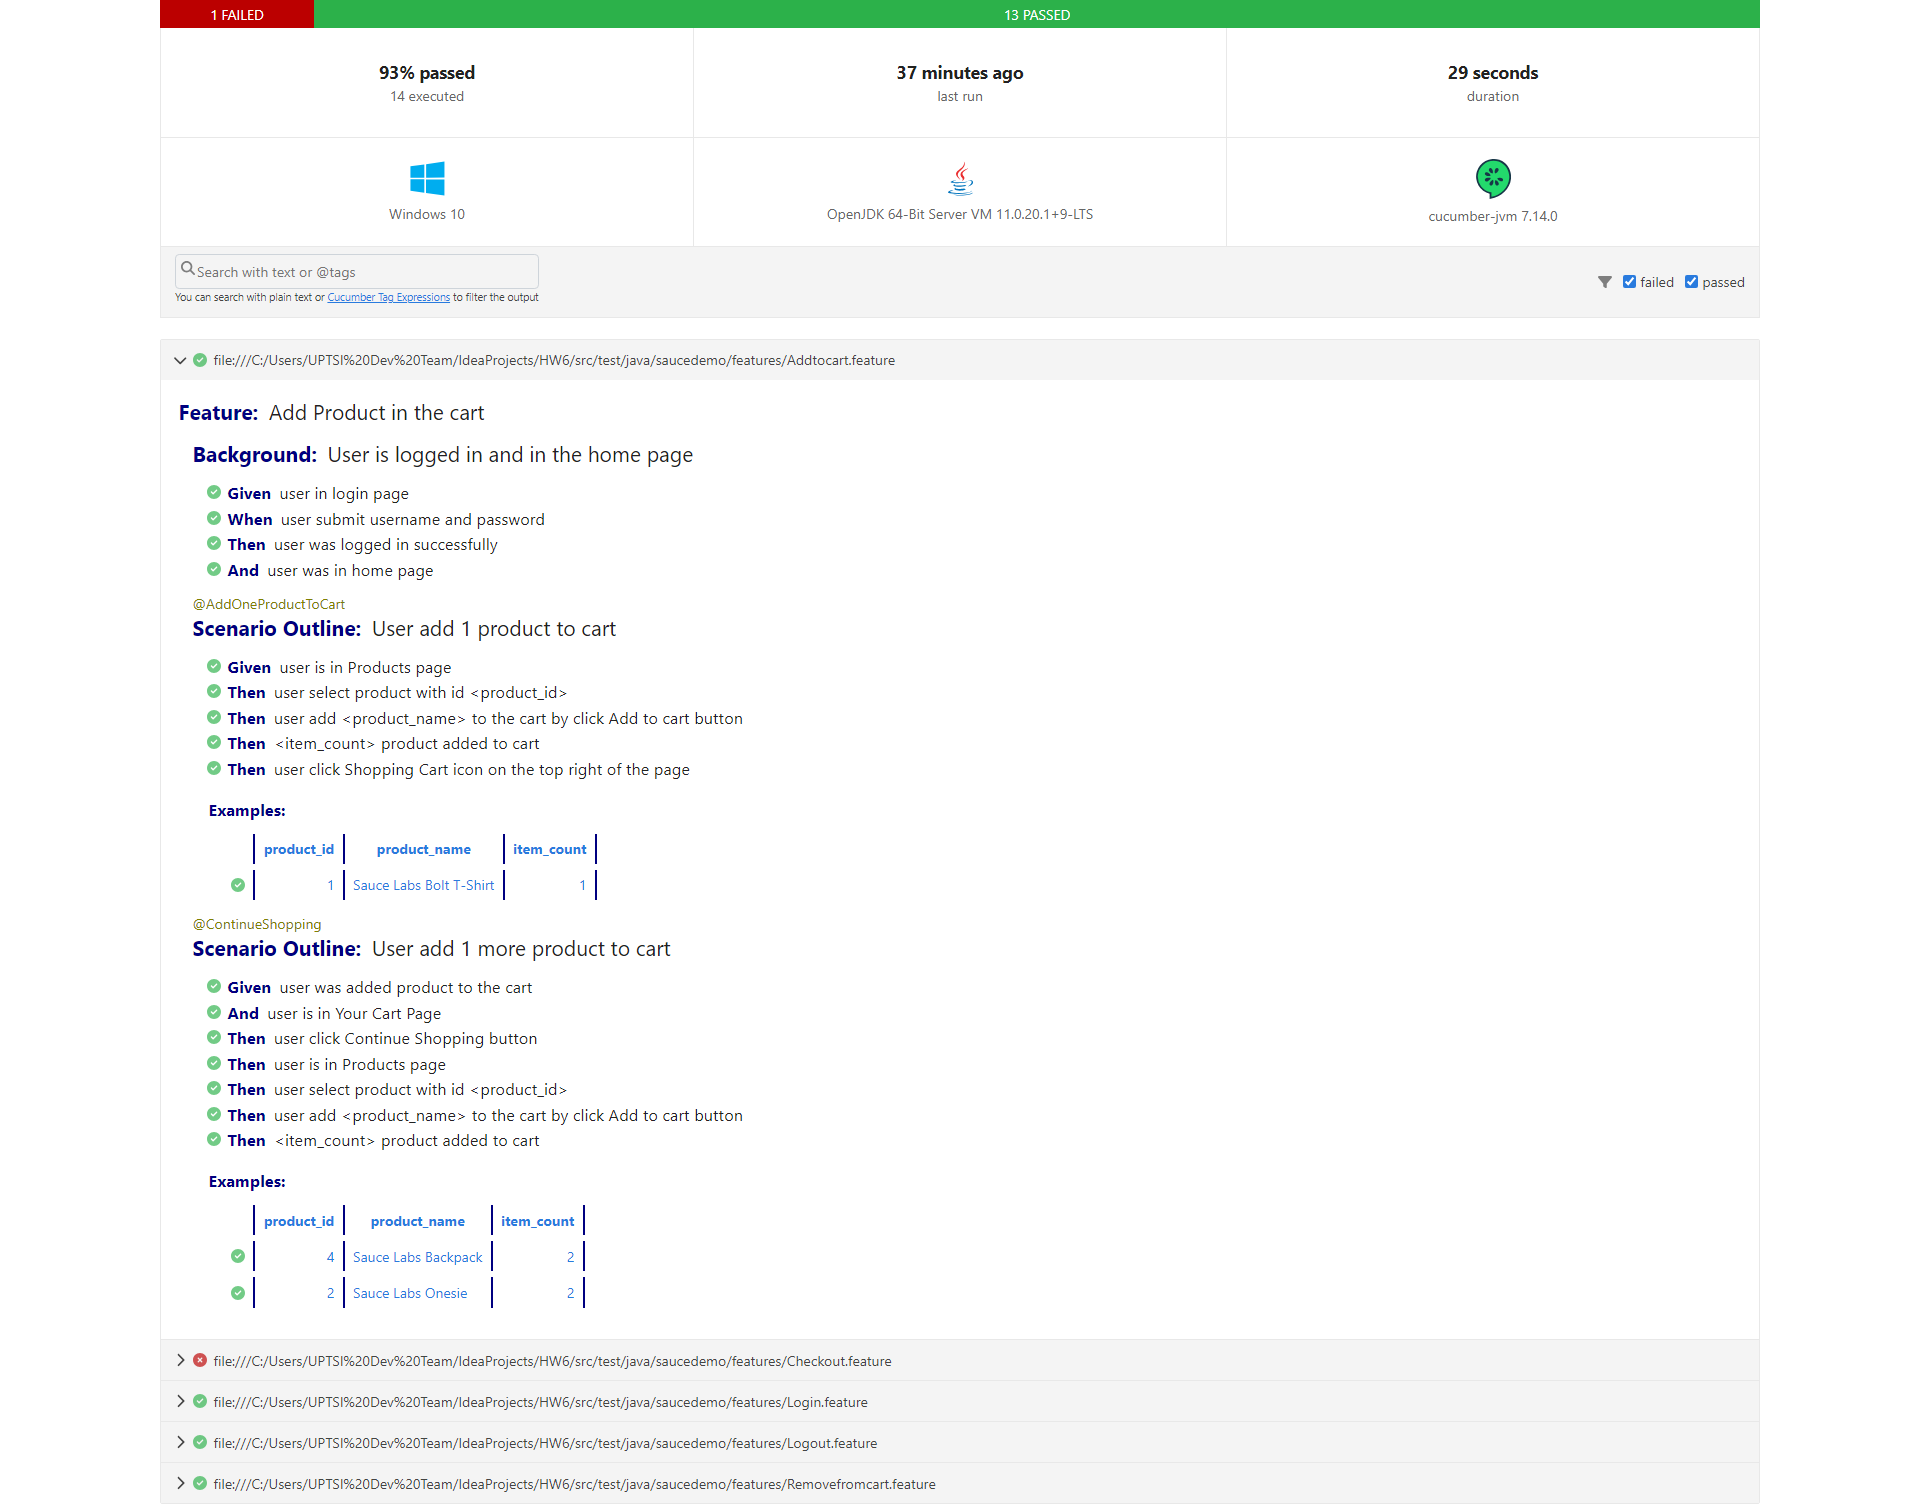 1 FAILED 13 PASSED
93% passed 37 minutes ago 29 seconds
14 executed last run duration
Windows 10 OpenJDK 64-Bit Server VM 11.0.20.1+9-LTS cucumber-jvm 7.14.0
Search with text or @tags
You can search with plain text or Cucumber Tag Expressions to filter the output
failed passed
file:///C:/Users/UPTSI%20Dev%20Team/IdeaProjects/HW6/src/test/java/saucedemo/features/Addtocart.feature
Feature: Add Product in the cart
Background: User is logged in and in the home page
Given user in login page
When user submit username and password
Then user was logged in successfully
And user was in home page
@AddOneProductToCart
Scenario Outline: User add 1 product to cart
Given user is in Products page
Then user select product with id <product_id>
Then user add <product_name> to the cart by click Add to cart button
Then <item_count> product added to cart
Then user click Shopping Cart icon on the top right of the page
Examples:
product_id product_name item_count
1 Sauce Labs Bolt T-Shirt 1
@ContinueShopping
Scenario Outline: User add 1 more product to cart
Given user was added product to the cart
And user is in Your Cart Page
Then user click Continue Shopping button
Then user is in Products page
Then user select product with id <product_id>
Then user add <product_name> to the cart by click Add to cart button
Then <item_count> product added to cart
Examples:
product_id product_name item_count
4 Sauce Labs Backpack 2
2 Sauce Labs Onesie 2
file:///C:/Users/UPTSI%20Dev%20Team/IdeaProjects/HW6/src/test/java/saucedemo/features/Checkout.feature
file:///C:/Users/UPTSI%20Dev%20Team/IdeaProjects/HW6/src/test/java/saucedemo/features/Login.feature
file:///C:/Users/UPTSI%20Dev%20Team/IdeaProjects/HW6/src/test/java/saucedemo/features/Logout.feature
file:///C:/Users/UPTSI%20Dev%20Team/IdeaProjects/HW6/src/test/java/saucedemo/features/Removefromcart.feature